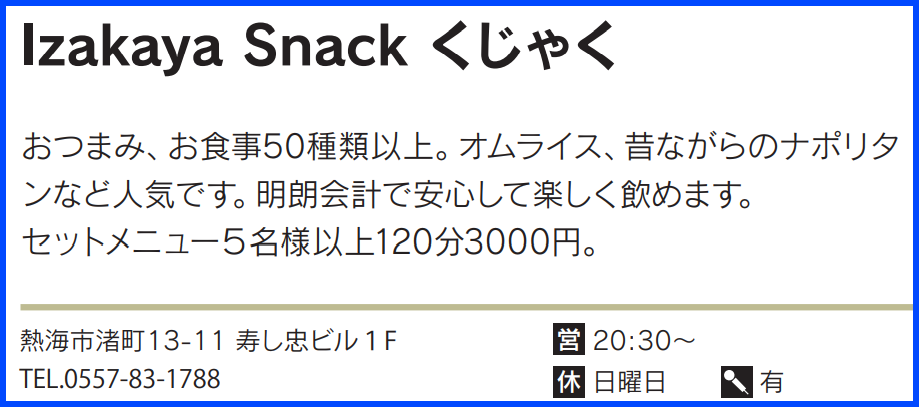 Izakaya Snack くじゃく
おつまみ、お食事50種類以上。オムライス、昔ながらのナポリタ
ンなど人気です。明朗会計で安心して楽しく飲めます。
セットメニュー５名様以上120分3000円。
熱海市渚町13-11 寿し忠ビル１F
営 20:30〜
TEL.0557-83-1788
休 日曜日 有